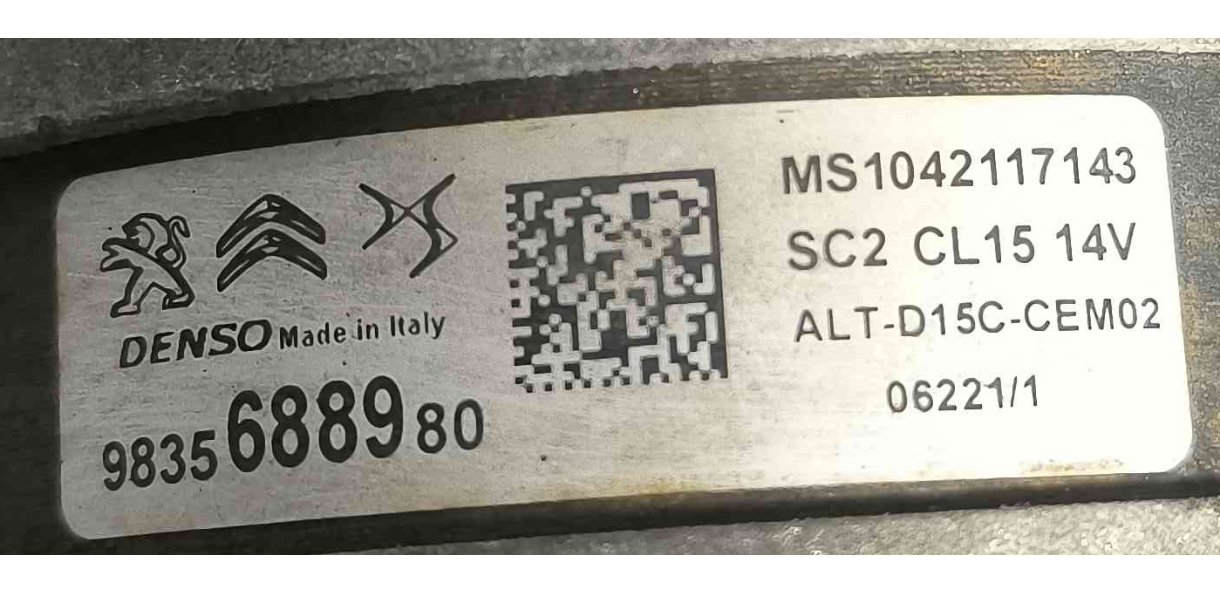 DENSO Made in Italy
9835688980
MS1042117143
SC2 CL15 14V
ALT-D15C-CEM02
06221/1